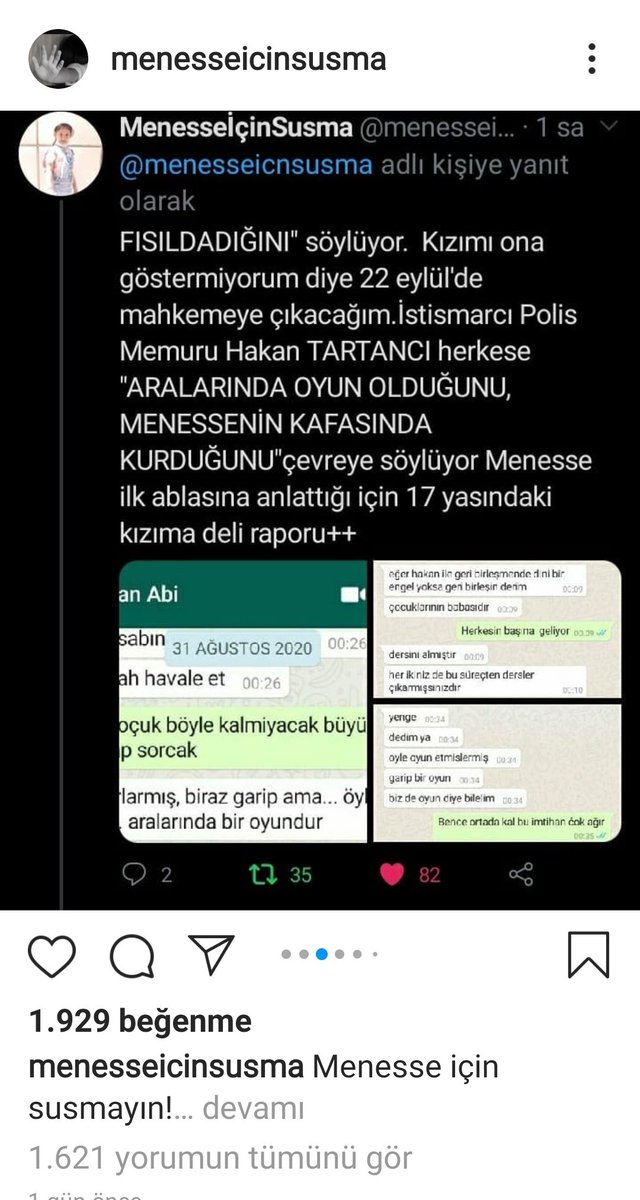 menesseicinsusma
MenesseİçinSusma @menessei... · 1 sa
@menesseicnsusma adlı kişiye yanıt
olarak
FISILDADIĞINI" söylüyor. Kızımı ona
göstermiyorum diye 22 eylül'de
mahkemeye çıkacağım.İstismarcı Polis
Memuru Hakan TARTANCI herkese
"ARALARINDA OYUN OLDUĞUNU,
MENESSENİN KAFASINDA
KURDUĞUNU"çevreye söylüyor Menesse
ilk ablasına anlattığı için 17 yasındaki
kızıma deli raporu++
an Abi
sabın
31 AĞUSTOS 2020
00:26
ah havale et 00:26
oçuk böyle kalmiyacak büyü
p sorcak
rlarmış, biraz garip ama... öyl
aralarında bir oyundur
eğer hakan ile geri birleşmende dini bir
engel yoksa geri birleşin derim 00:09
çocuklarının babasıdır 00:09
Herkesin başına geliyor 00:09
dersini almıştır 00:09
her ikiniz de bu süreçten dersler
çıkarmışsınızdır 00:10
yenge 00:34
dedim ya 00:34
öyle oyun etmislermiş 00:34
garip bir oyun 00:34
biz de oyun diye bilelim 00:34
Bence ortada kal bu imtihan çok ağır
00:35
2
35
82
1.929 beğenme
menesseicinsusma Menesse için
susmayın!... devamı
1.621 yorumun tümünü gör
1 gün önce